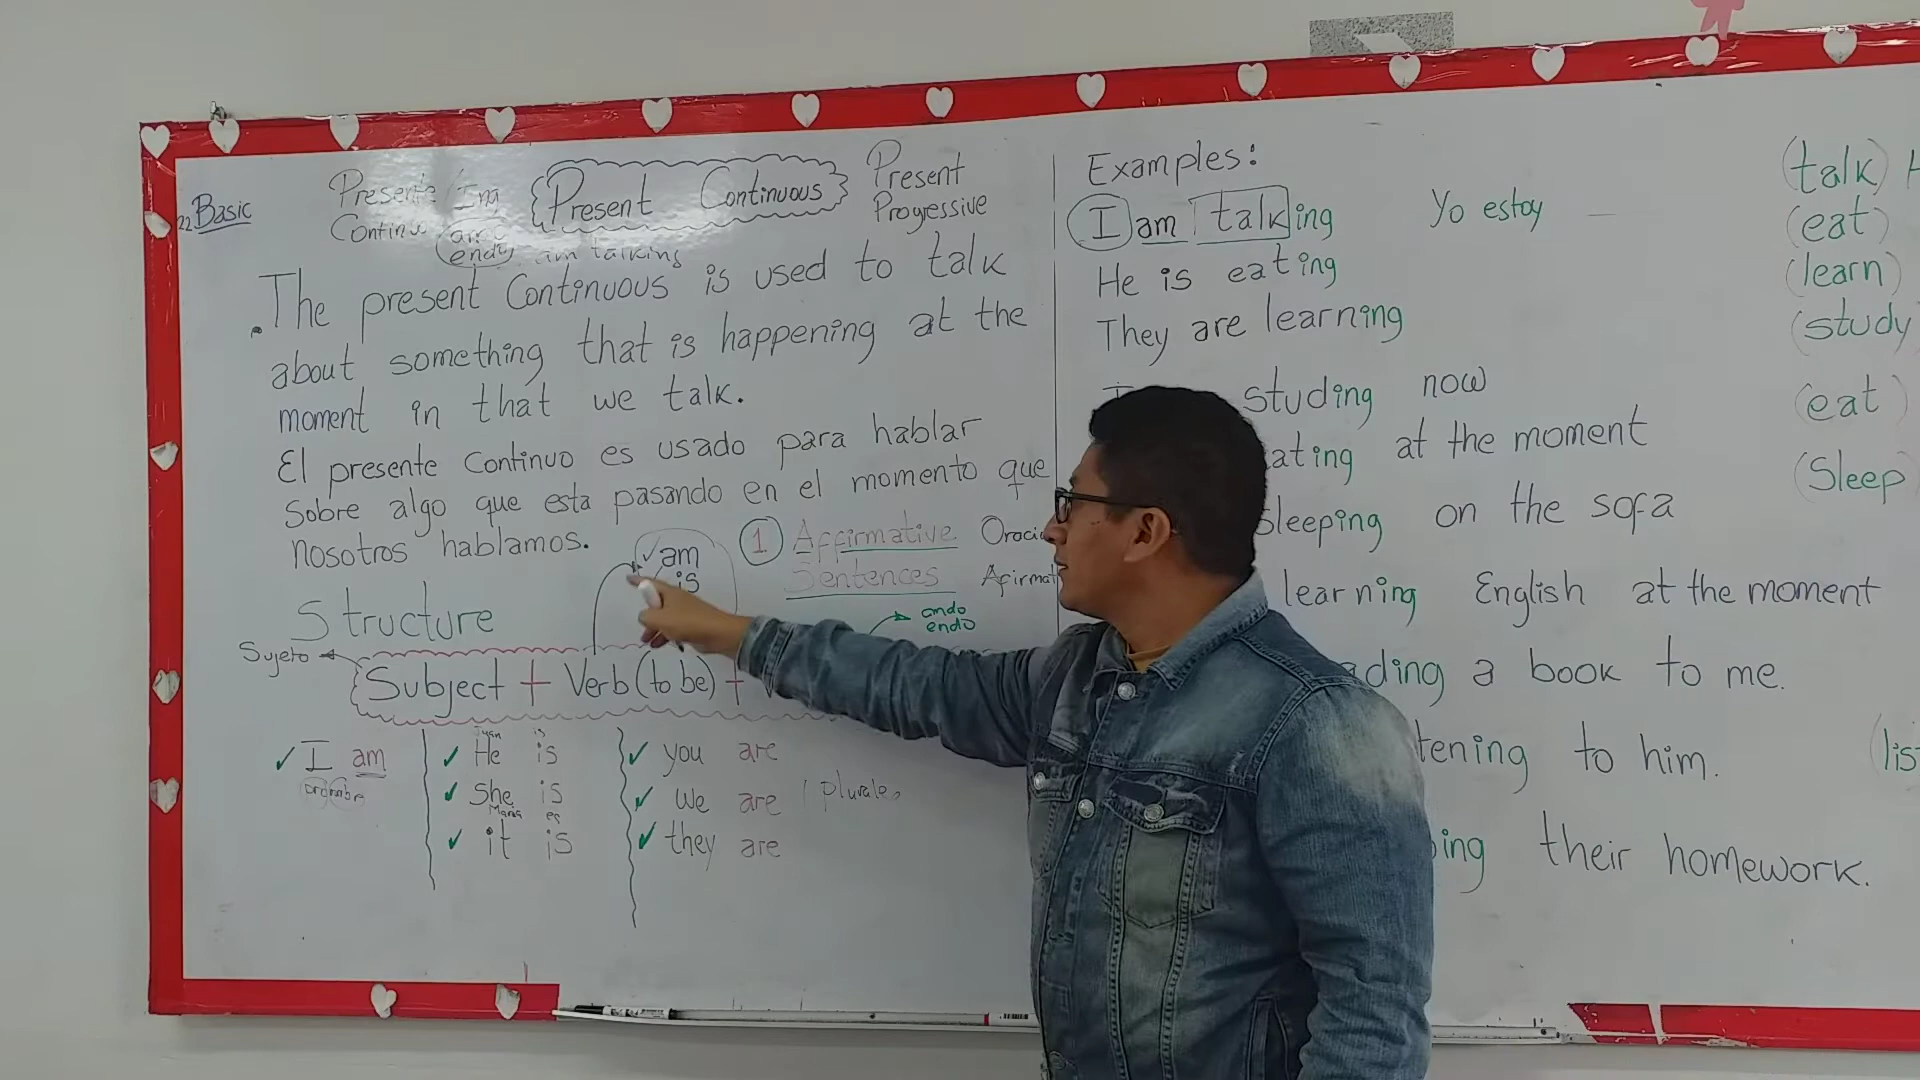 22 Basic
Presente Ing
Continu
ando
endo am talking
Present Continuous
Present
Progressive
. The present Continuous is used to talk
about something that is happening at the
moment in that we talk.
El presente Continuo es usado para hablar
Sobre algo que esta pasando en el momento que
nosotros hablamos.
✓am
is
1 Affirmative
Sentences
Afirmat
ando
endo
Structure
Sujeto
Subject + Verb (to be) +
✓ I am
✓ He is
✓ She is
Maria es
✓ it is
✓ you are
✓ we are (plurales
✓ they are
Examples:
I am talking Yo estoy
He is eating
They are learning
studing now
ating at the moment
sleeping on the sofa
learning English at the moment
ading a book to me.
tening to him.
ing their homework.
(talk) H
(eat)
(learn)
(study
(eat)
(Sleep)
(lis